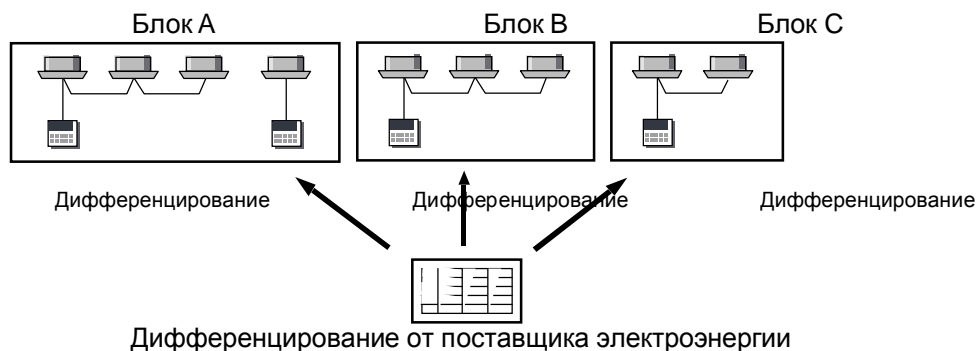 Блок A
Блок B
Блок C
Дифференцирование
Дифференцирование
Дифференцирование
Дифференцирование от поставщика электроэнергии